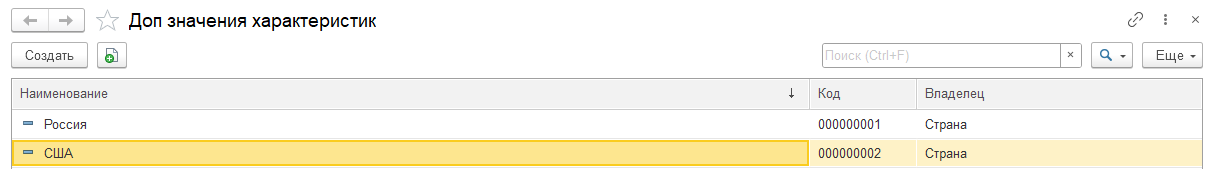 Доп значения характеристик
Создать
Поиск (Ctrl+F)
×
Еще
Наименование ↓ Код Владелец
Россия 000000001 Страна
США 000000002 Страна